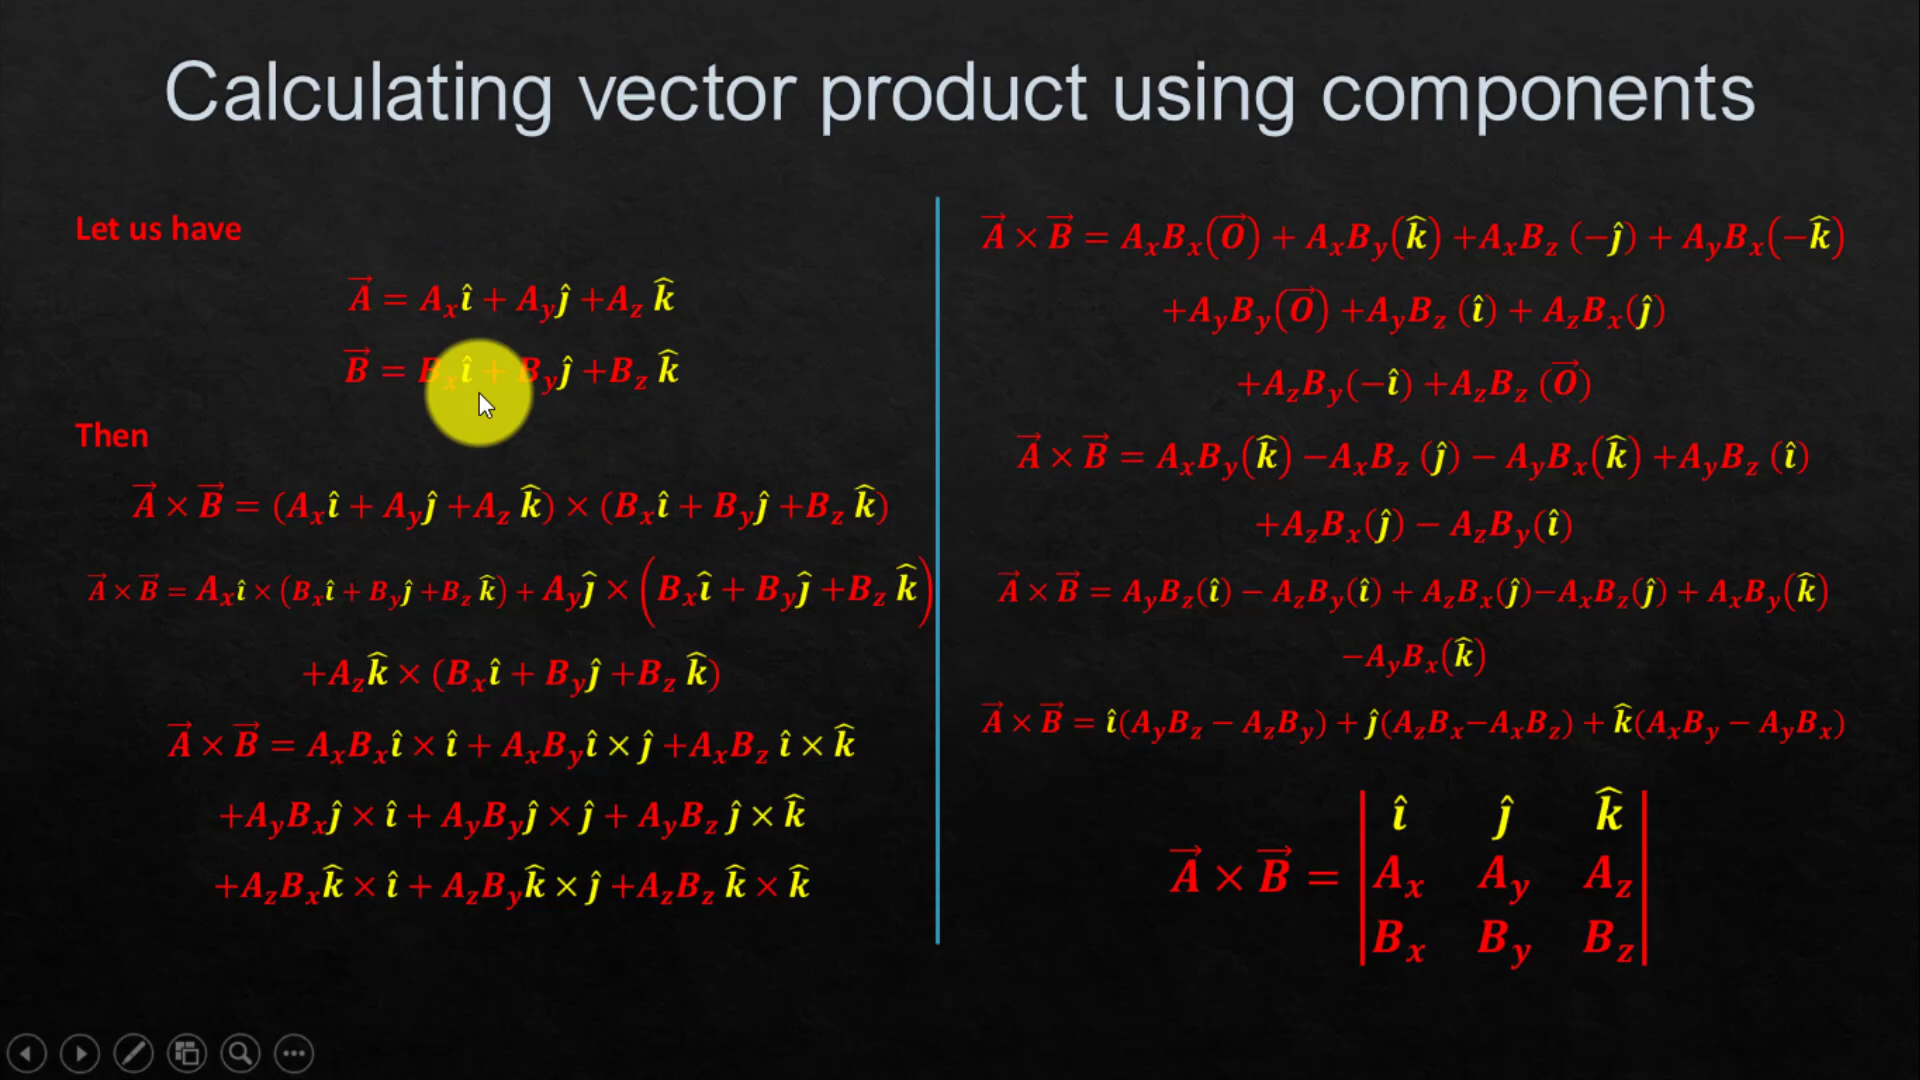 Calculating vector product using components
Let us have
A⃗ = Aₓî + A_yĵ +A_z k̂
B⃗ = Bₓî + B_yĵ +B_z k̂
Then
A⃗ × B⃗ = (Aₓî + A_yĵ +A_z k̂) × (Bₓî + B_yĵ +B_z k̂)
A⃗ × B⃗ = Aₓî × (Bₓî + B_yĵ +B_z k̂) + A_yĵ × (Bₓî + B_yĵ +B_z k̂)
+A_zk̂ × (Bₓî + B_yĵ +B_z k̂)
A⃗ × B⃗ = AₓBₓî × î + AₓB_yî × ĵ +AₓB_z î × k̂
+A_yBₓĵ × î + A_yB_yĵ × ĵ + A_yB_z ĵ × k̂
+A_zBₓk̂ × î + A_zB_yk̂ × ĵ +A_zB_z k̂ × k̂
A⃗ × B⃗ = AₓBₓ(O⃗) + AₓB_y(k̂) +AₓB_z (−ĵ) + A_yBₓ(−k̂)
+A_yB_y(O⃗) +A_yB_z (î) + A_zBₓ(ĵ)
+A_zB_y(−î) +A_zB_z (O⃗)
A⃗ × B⃗ = AₓB_y(k̂) −AₓB_z (ĵ) − A_yBₓ(k̂) +A_yB_z (î)
+A_zBₓ(ĵ) − A_zB_y(î)
A⃗ × B⃗ = A_yB_z(î) − A_zB_y(î) + A_zBₓ(ĵ)−AₓB_z(ĵ) + AₓB_y(k̂)
−A_yBₓ(k̂)
A⃗ × B⃗ = î(A_yB_z − A_zB_y) + ĵ(A_zBₓ−AₓB_z) + k̂(AₓB_y − A_yBₓ)
î ĵ k̂
A⃗ × B⃗ = |Aₓ A_y A_z|
Bₓ B_y B_z